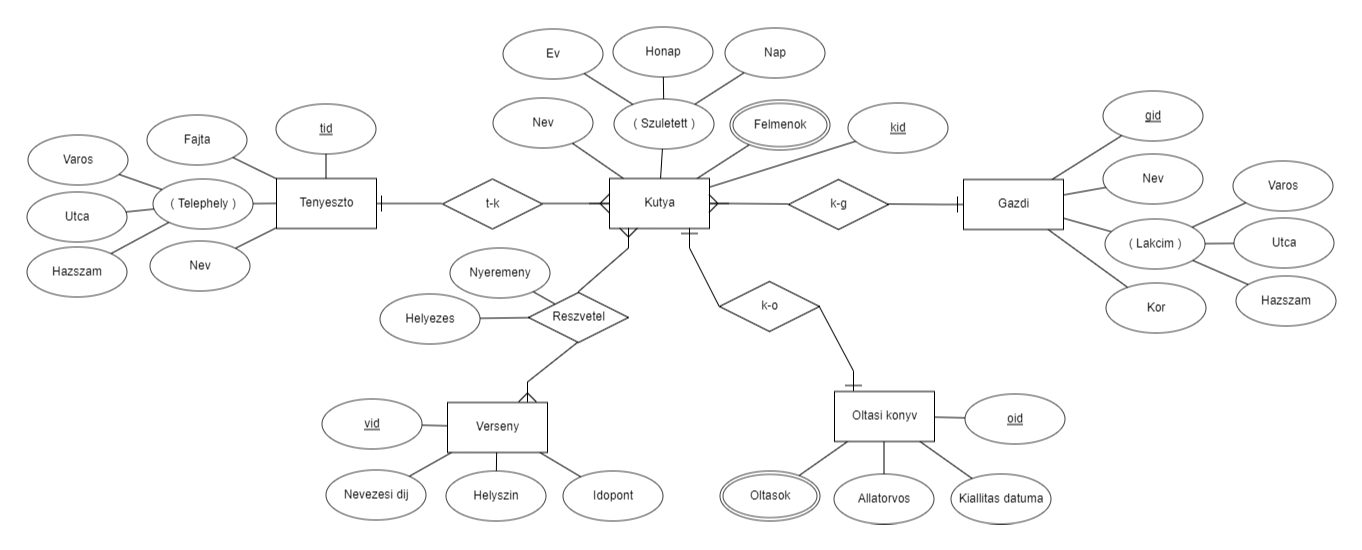 Ev
Honap
Nap
Nev
( Szuletett )
Felmenok
kid
gid
tid
Fajta
Varos
( Telephely )
Utca
Hazszam
Nev
Tenyeszto
t-k
Kutya
k-g
Gazdi
Nev
Varos
( Lakcim )
Utca
Hazszam
Kor
Nyeremeny
Helyezes
Reszvetel
k-o
vid
Verseny
Nevezesi dij
Helyszin
Idopont
Oltasi konyv
oid
Oltasok
Allatorvos
Kiallitas datuma